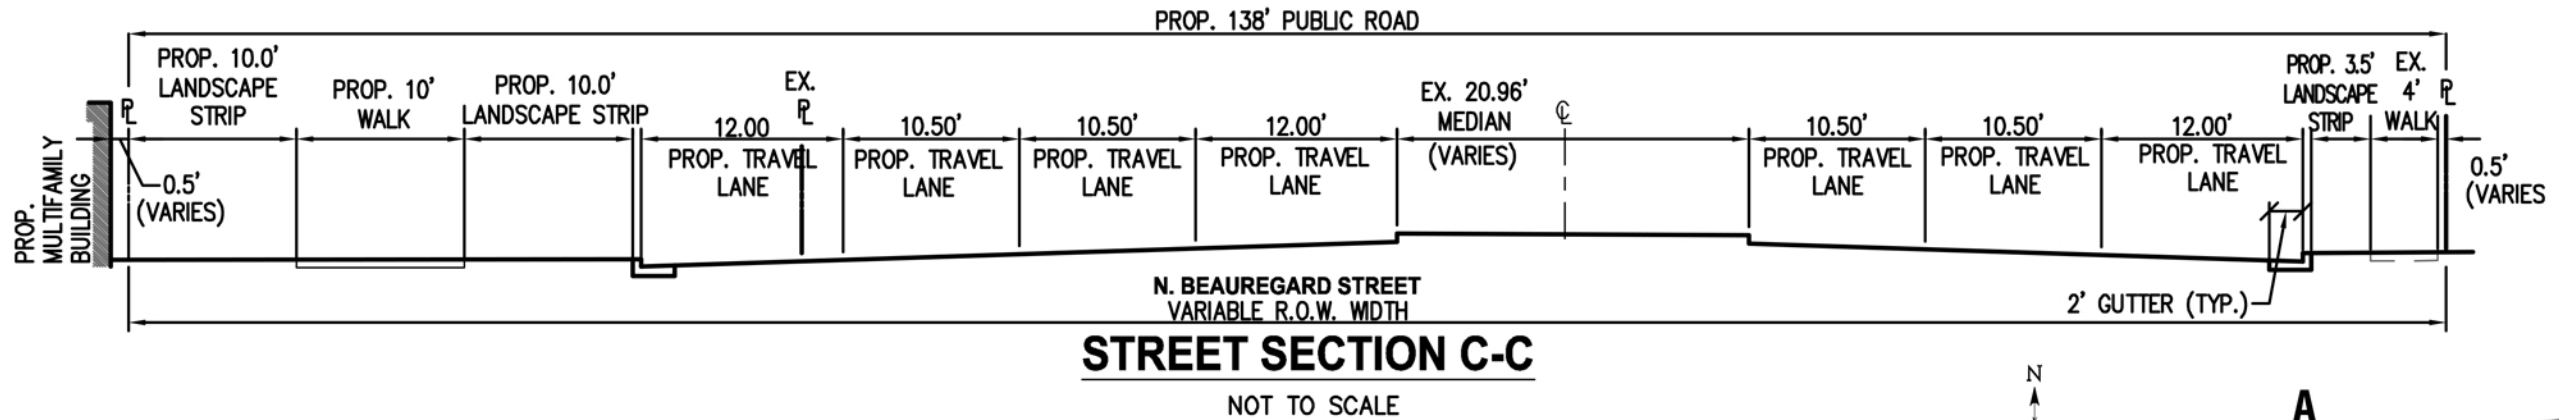 PROP. 138' PUBLIC ROAD
PROP. 10.0'
LANDSCAPE
STRIP
PROP. 10'
WALK
PROP. 10.0'
LANDSCAPE STRIP
EX.
PL
12.00
PROP. TRAVEL
LANE
10.50'
PROP. TRAVEL
LANE
10.50'
PROP. TRAVEL
LANE
12.00'
PROP. TRAVEL
LANE
EX. 20.96'
MEDIAN
(VARIES)
CL
10.50'
PROP. TRAVEL
LANE
10.50'
PROP. TRAVEL
LANE
12.00'
PROP. TRAVEL
LANE
PROP. 3.5'
LANDSCAPE
STRIP
EX.
4'
WALK
PL
0.5'
(VARIES
PL
0.5'
(VARIES)
PROP.
MULTIFAMILY
BUILDING
2' GUTTER (TYP.)
N. BEAUREGARD STREET
VARIABLE R.O.W. WIDTH
STREET SECTION C-C
NOT TO SCALE
N
A